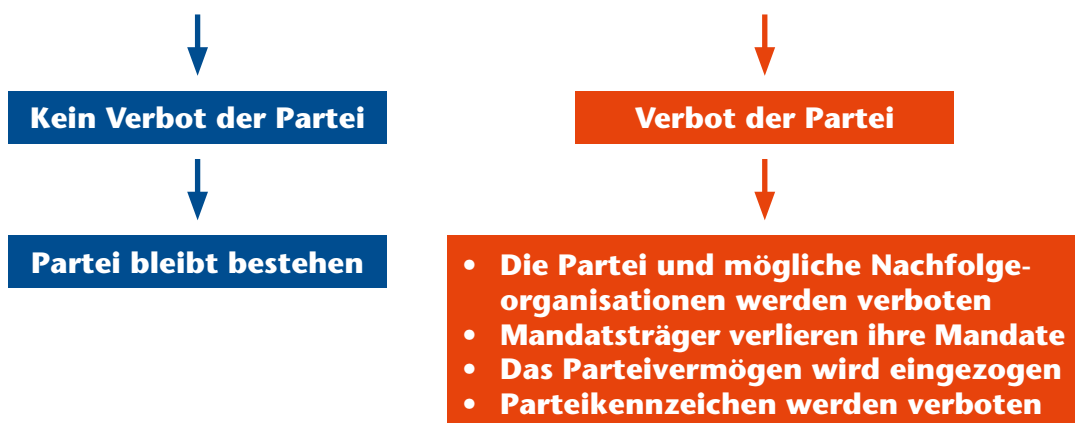 Kein Verbot der Partei
Verbot der Partei
Partei bleibt bestehen
• Die Partei und mögliche Nachfolge-
organisationen werden verboten
• Mandatsträger verlieren ihre Mandate
• Das Parteivermögen wird eingezogen
• Parteikennzeichen werden verboten